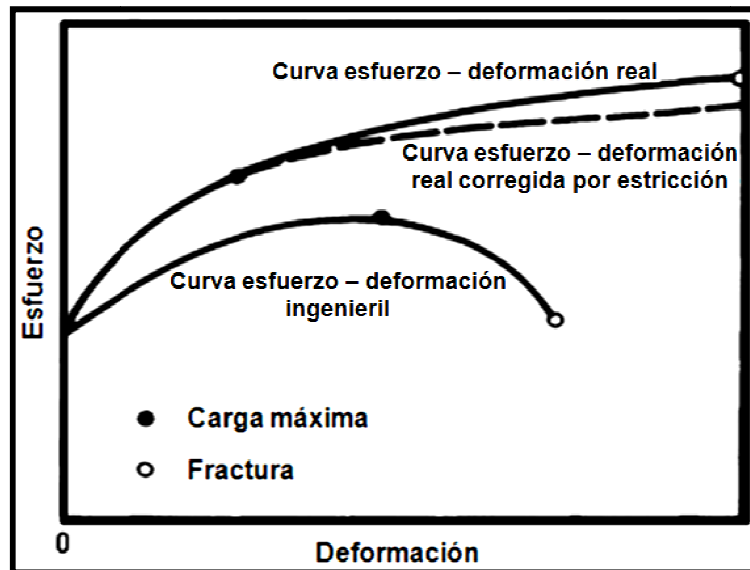 Curva esfuerzo – deformación real
Curva esfuerzo – deformación
real corregida por estricción
Curva esfuerzo – deformación
ingenieril
Esfuerzo
Carga máxima
Fractura
0
Deformación